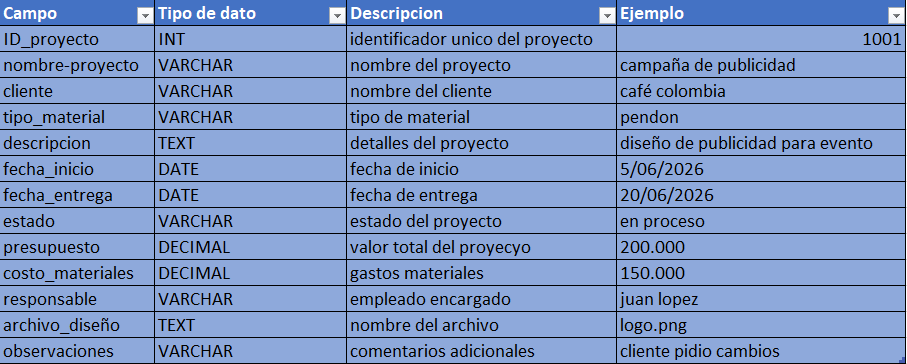 Campo Tipo de dato Descripcion Ejemplo
ID_proyecto INT identificador unico del proyecto 1001
nombre-proyecto VARCHAR nombre del proyecto campaña de publicidad
cliente VARCHAR nombre del cliente café colombia
tipo_material VARCHAR tipo de material pendon
descripcion TEXT detalles del proyecto diseño de publicidad para evento
fecha_inicio DATE fecha de inicio 5/06/2026
fecha_entrega DATE fecha de entrega 20/06/2026
estado VARCHAR estado del proyecto en proceso
presupuesto DECIMAL valor total del proyecyo 200.000
costo_materiales DECIMAL gastos materiales 150.000
responsable VARCHAR empleado encargado juan lopez
archivo_diseño TEXT nombre del archivo logo.png
observaciones VARCHAR comentarios adicionales cliente pidio cambios